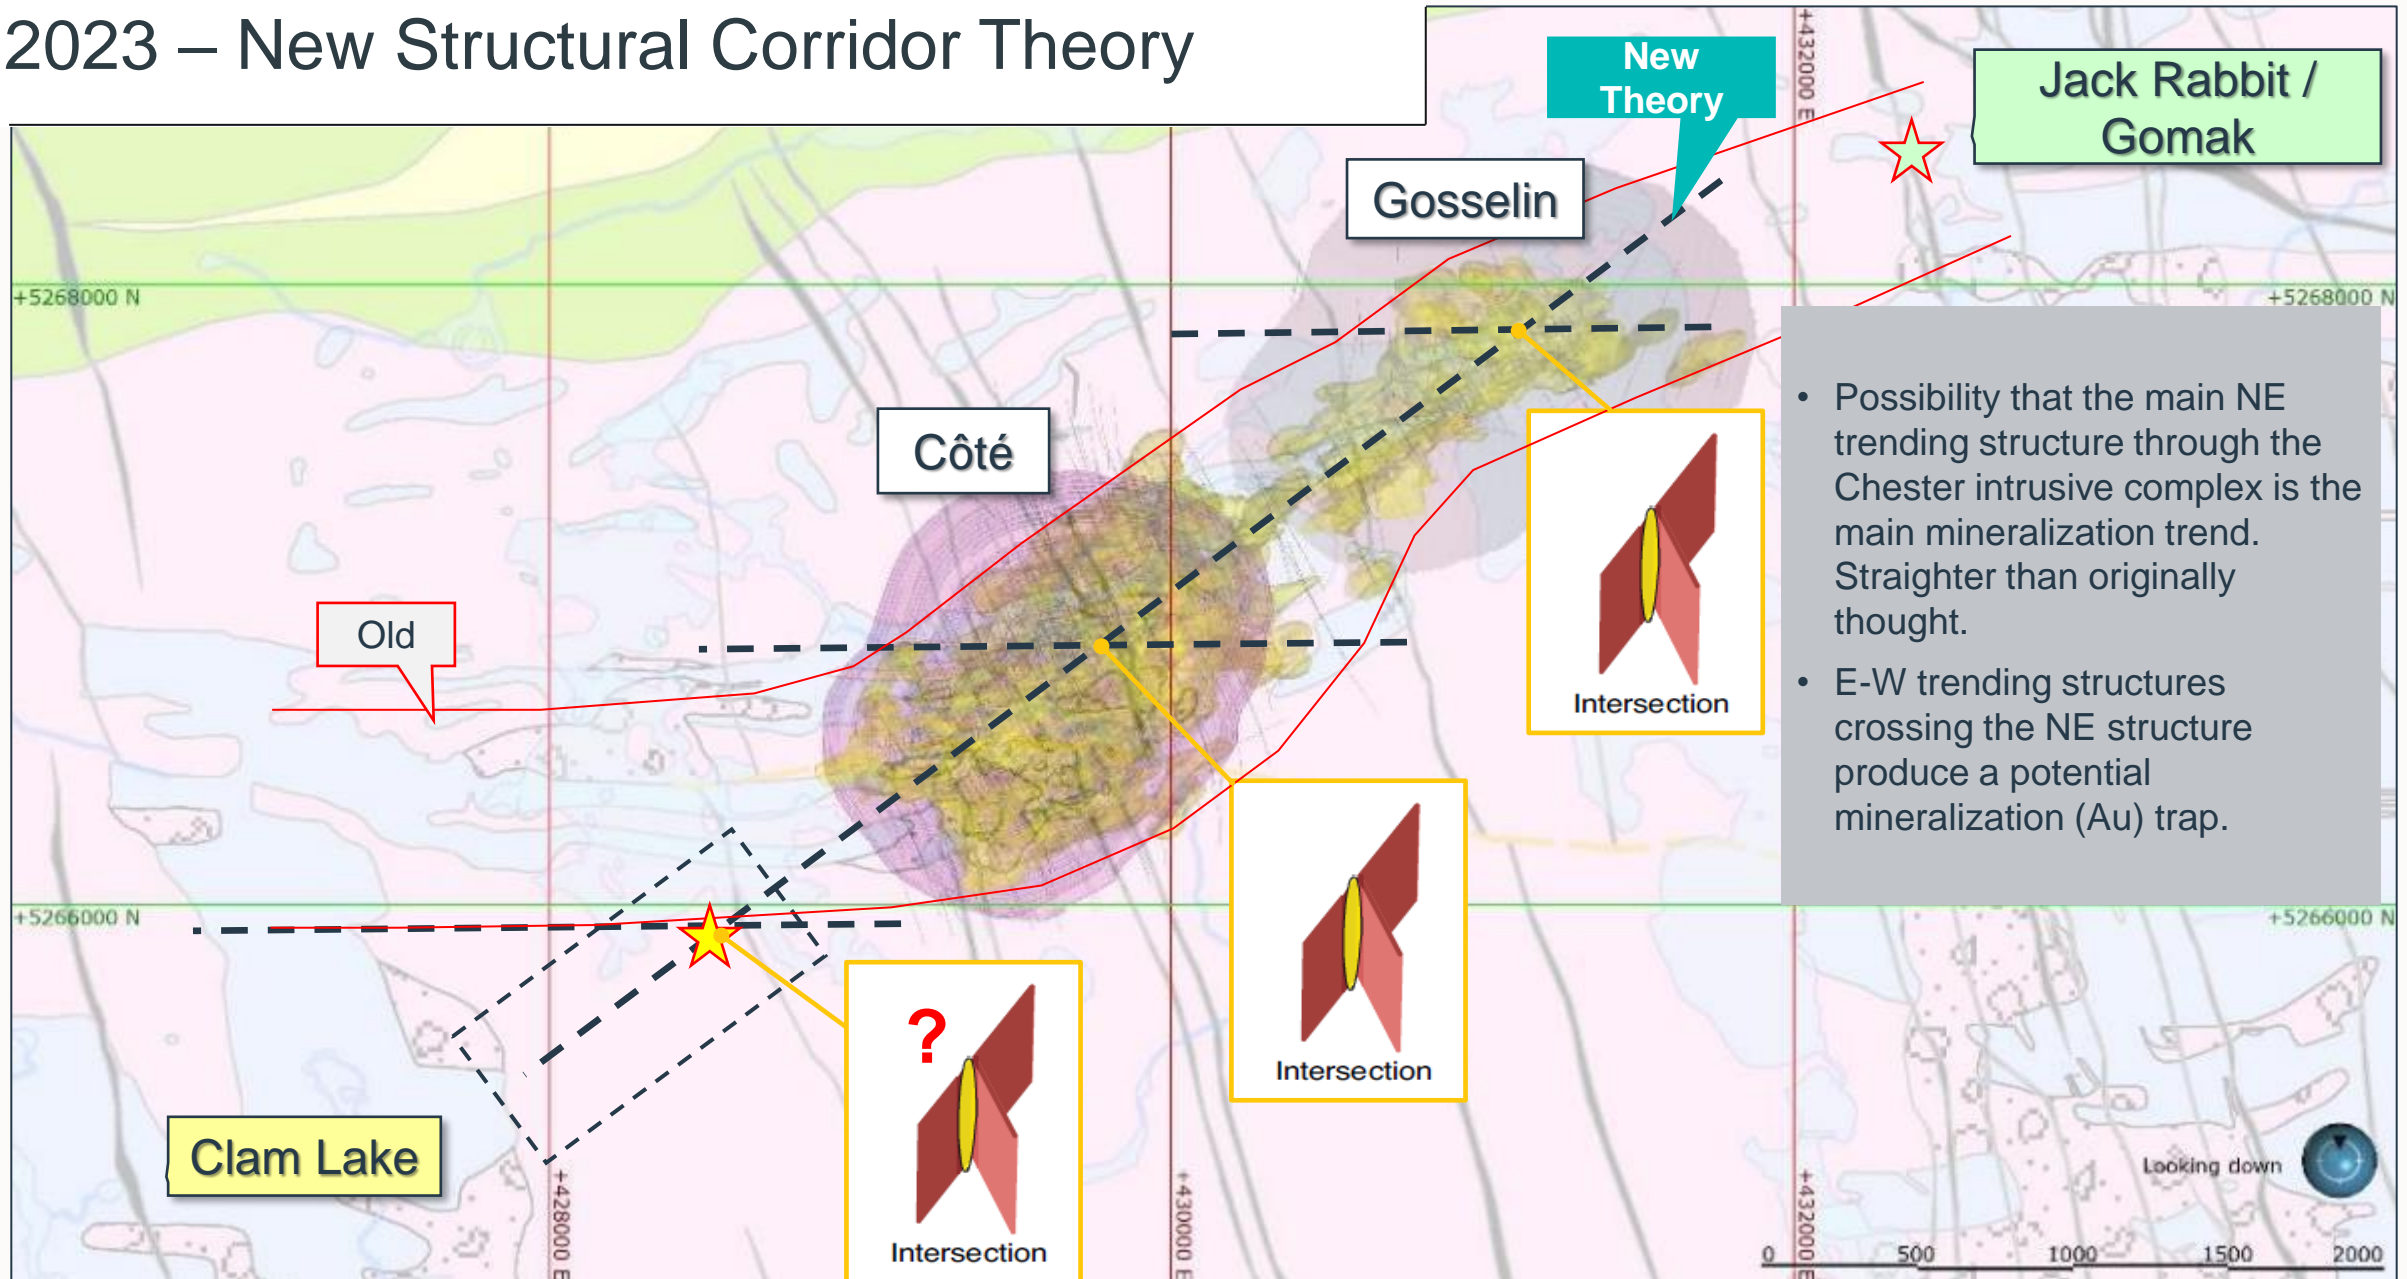 2023 – New Structural Corridor Theory
New
Theory
+432000 E
Jack Rabbit /
Gomak
Gosselin
+5268000 N
+5268000 N
Côté
• Possibility that the main NE
trending structure through the
Chester intrusive complex is the
main mineralization trend.
Straighter than originally
thought.
• E-W trending structures
crossing the NE structure
produce a potential
mineralization (Au) trap.
Old
Intersection
+5266000 N
+5266000 N
?
Intersection
Clam Lake
Intersection
+428000 E
+430000 E
+432000 E
Looking down
0 500 1000 1500 2000